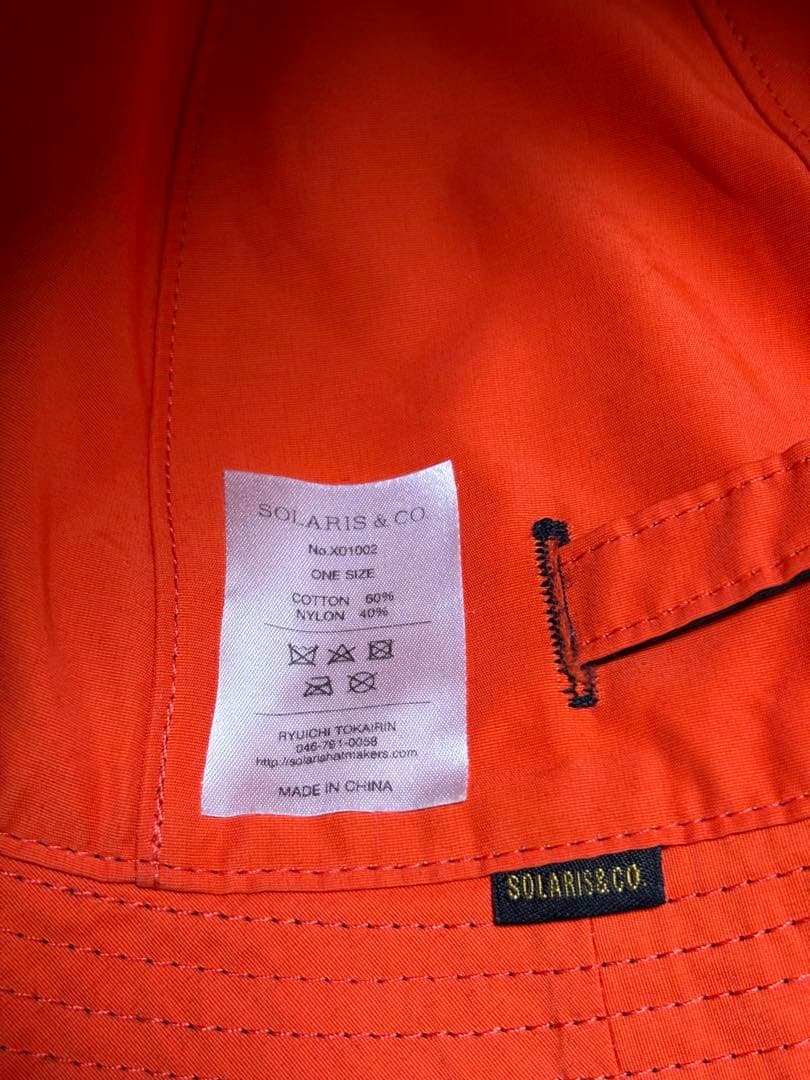 SOLARIS & CO.
No.X01002
ONE SIZE
COTTON 60%
NYLON 40%
RYUICHI TOKAIRIN
046-791-0058
http://solarishatmakers.com
MADE IN CHINA
SOLARIS&CO.